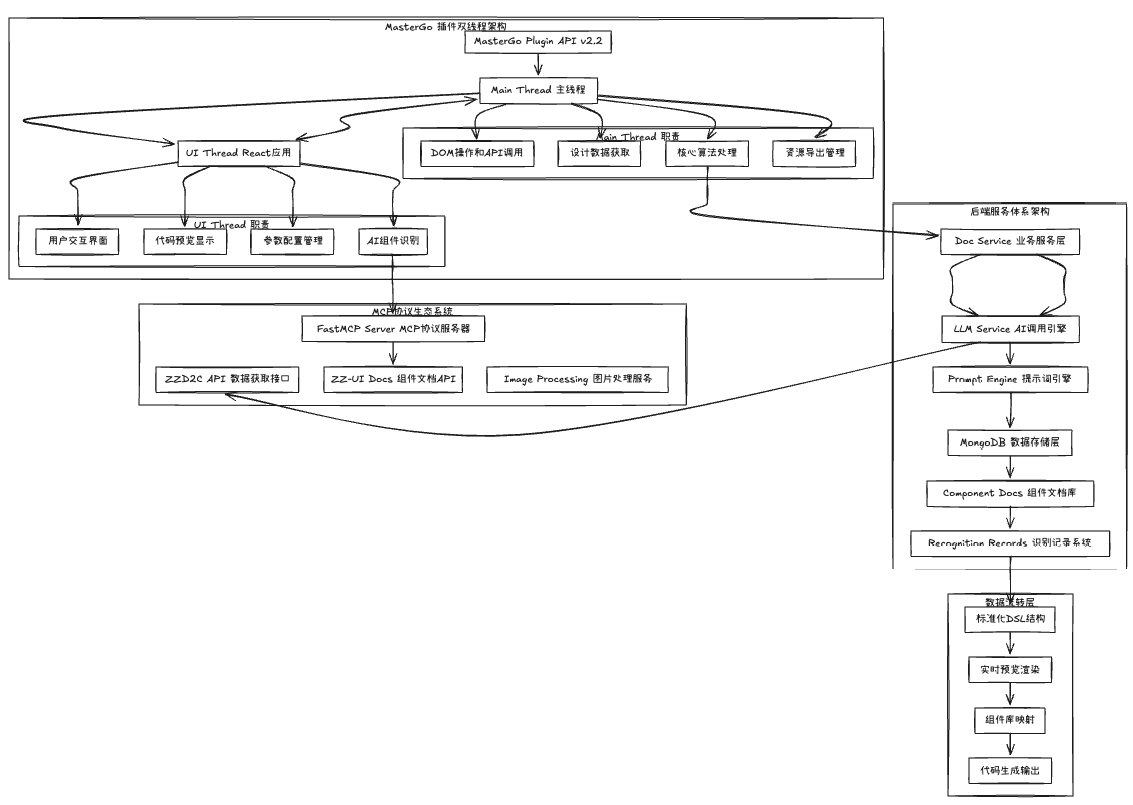 MasterGo 插件双线程架构
MasterGo Plugin API v2.2
Main Thread 主线程
UI Thread React应用
Main Thread 职责
DOM操作和API调用
设计数据获取
核心算法处理
资源导出管理
UI Thread 职责
用户交互界面
代码预览显示
参数配置管理
AI组件识别
MCP协议生态系统
FastMCP Server MCP协议服务器
ZZD2C API 数据获取接口
ZZ-UI Docs 组件文档API
Image Processing 图片处理服务
后端服务体系架构
Doc Service 业务服务层
LLM Service AI调用引擎
Prompt Engine 提示词引擎
MongoDB 数据存储层
Component Docs 组件文档库
Recognition Records 识别记录系统
数据流转层
标准化DSL结构
实时预览渲染
组件库映射
代码生成输出